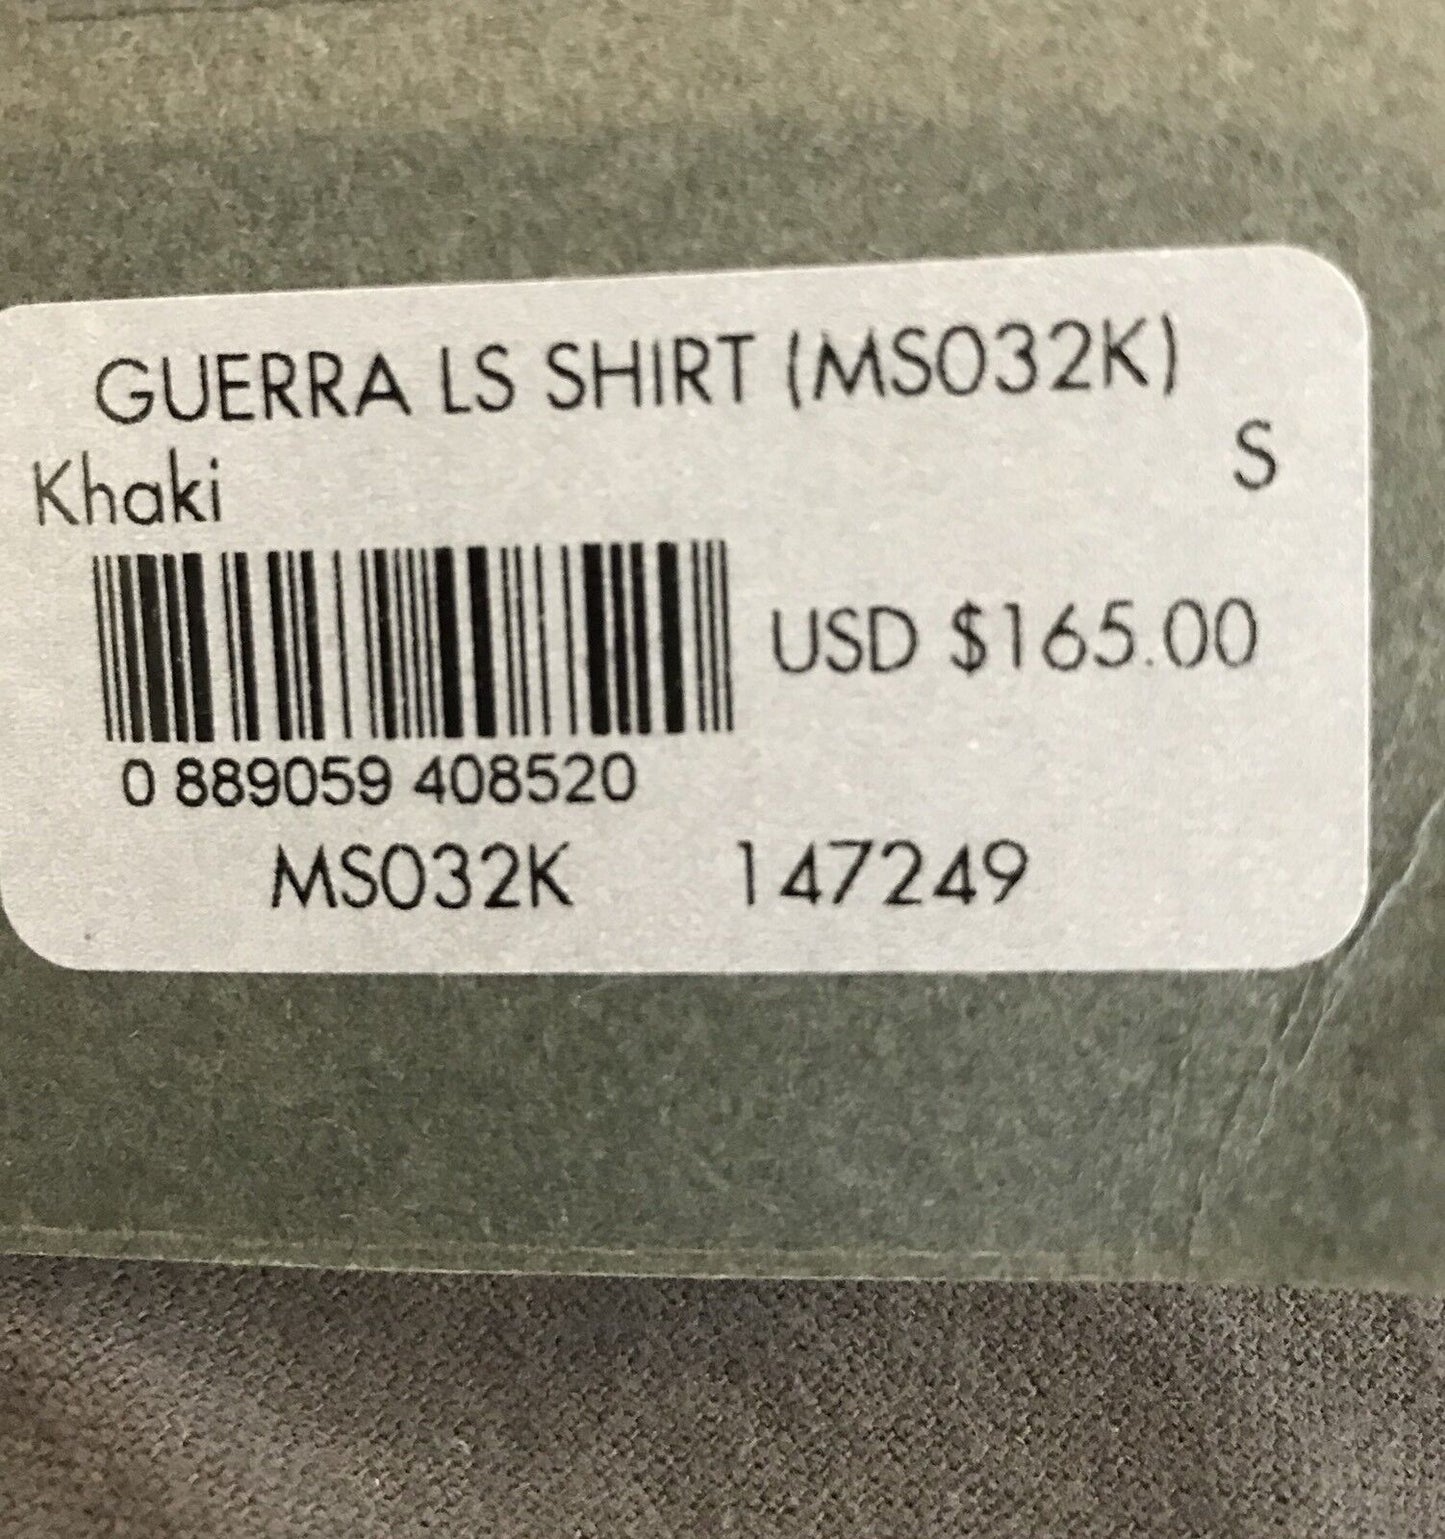 GUERRA LS SHIRT (MS032K)
S
Khaki
USD $165.00
0 889059 408520
MS032K 147249